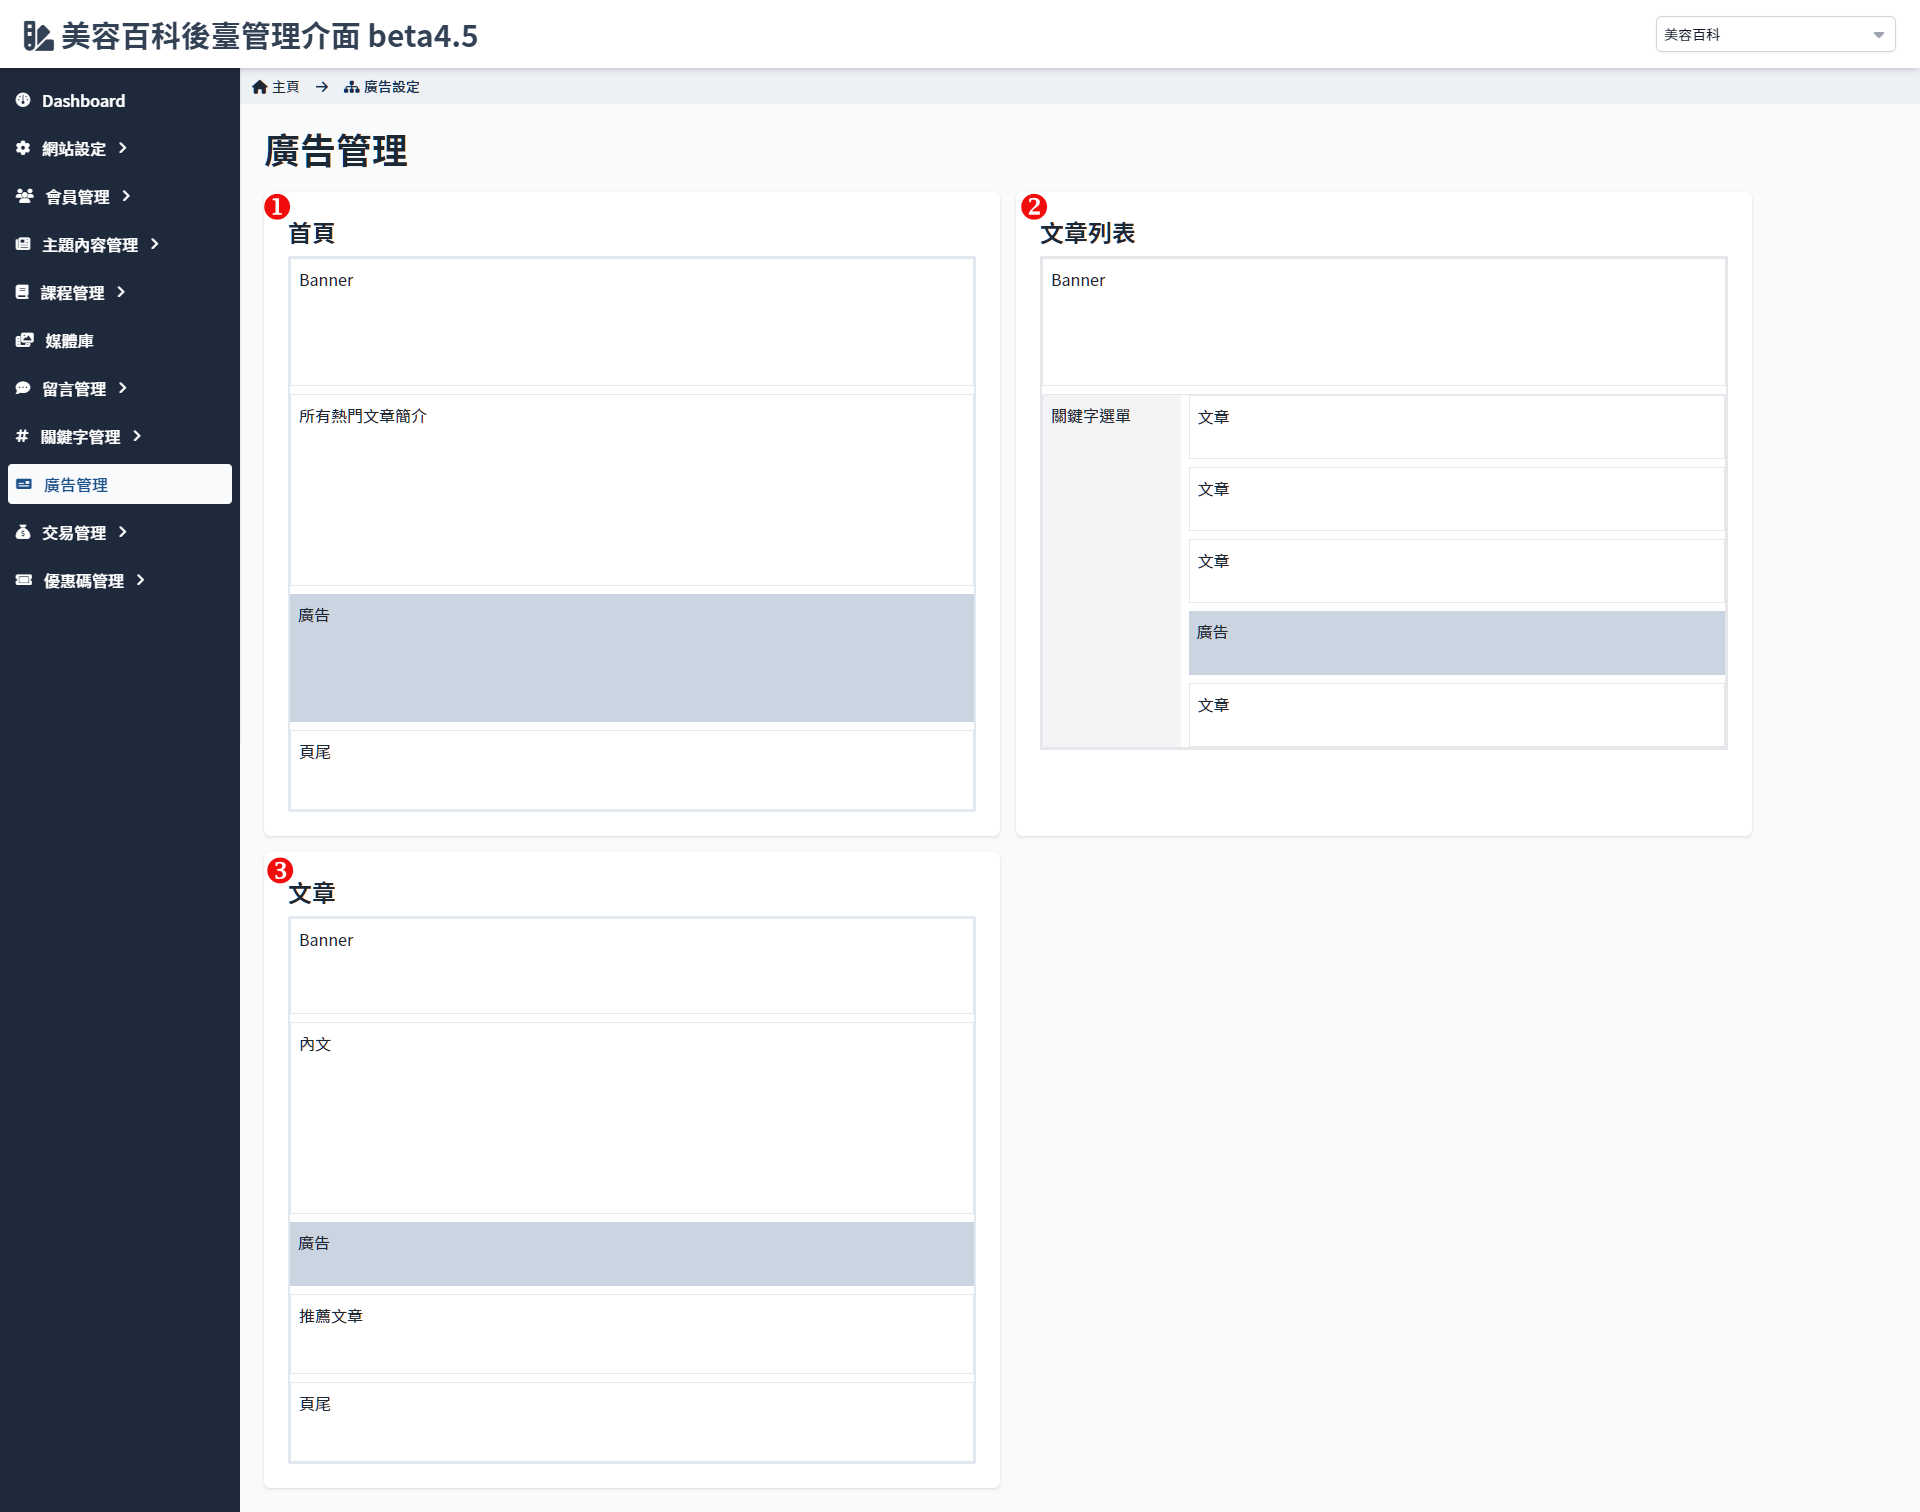 美容百科後臺管理介面 beta4.5
美容百科
Dashboard
網站設定
會員管理
主題內容管理
課程管理
媒體庫
留言管理
關鍵字管理
廣告管理
交易管理
優惠碼管理
主頁 → 廣告設定
廣告管理
1
首頁
Banner
所有熱門文章簡介
廣告
頁尾
2
文章列表
Banner
關鍵字選單
文章
文章
文章
廣告
文章
3
文章
Banner
內文
廣告
推薦文章
頁尾